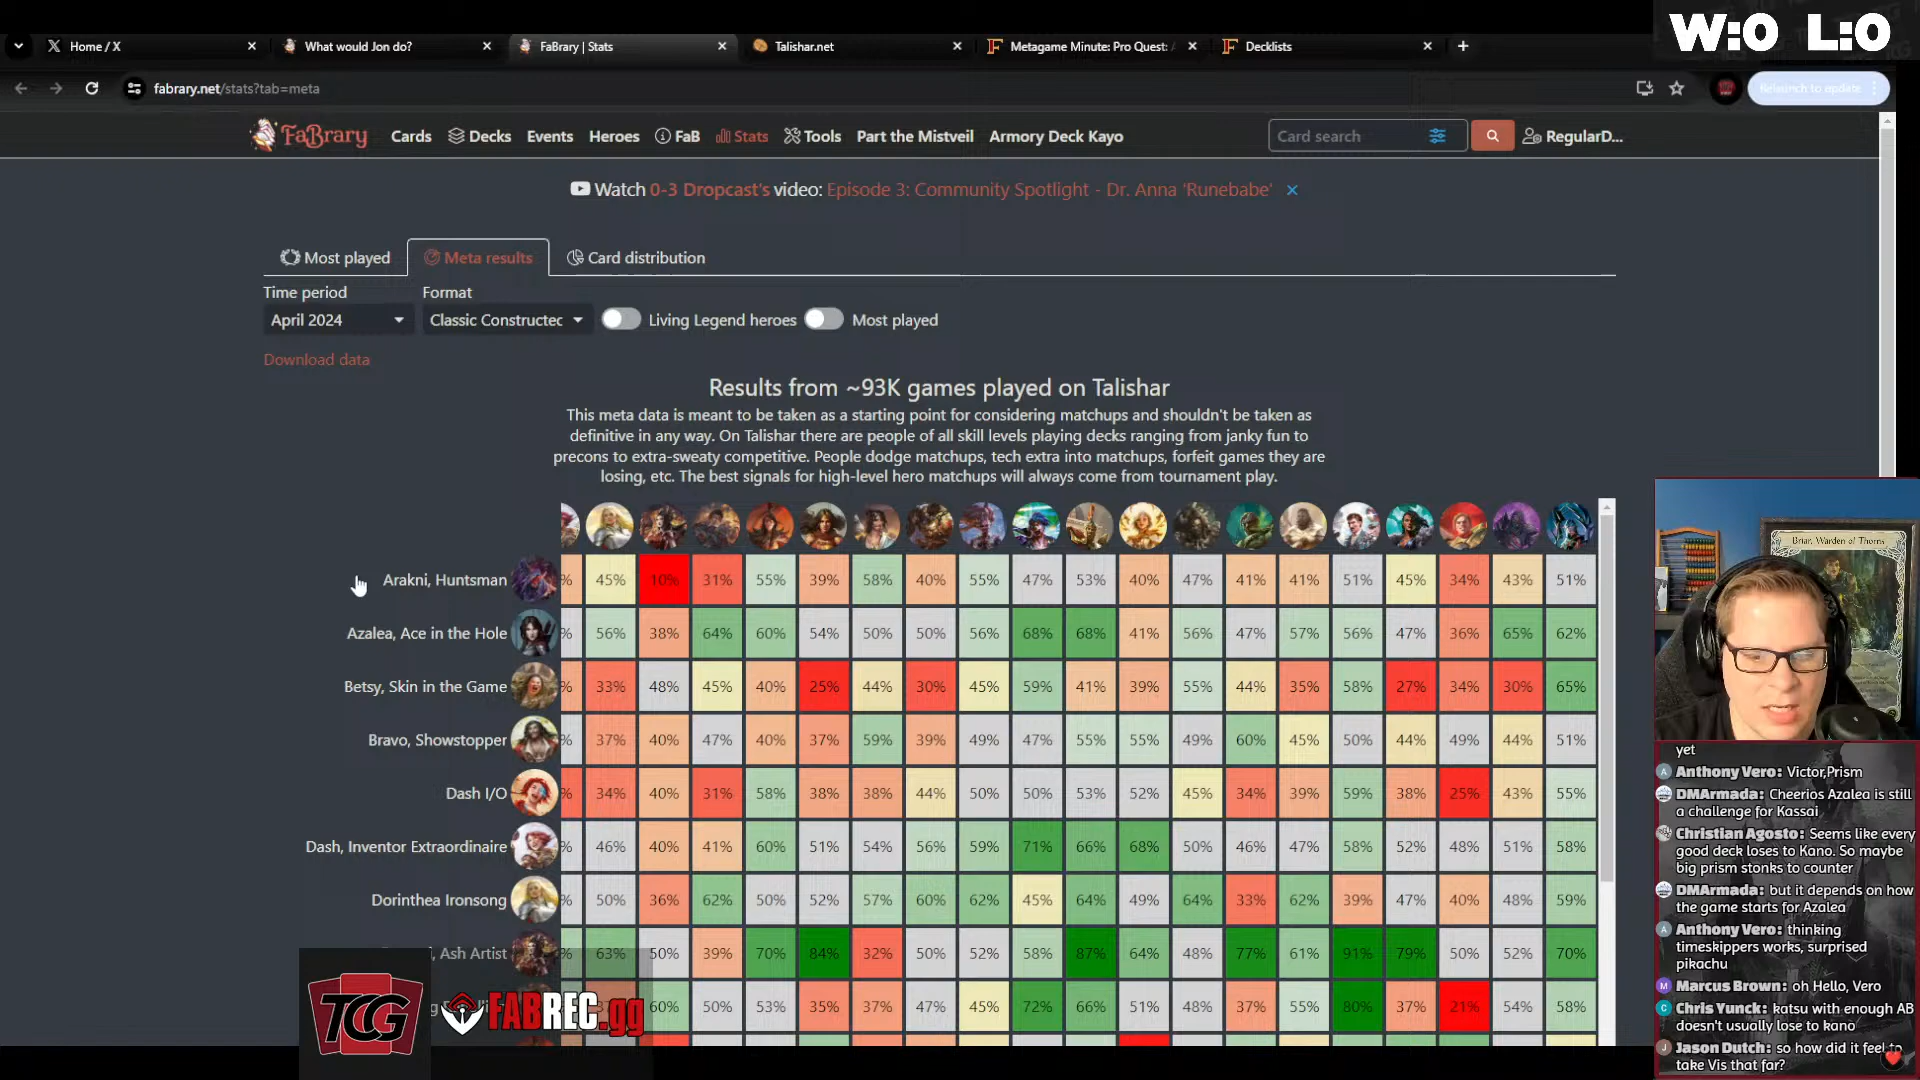 W:0 L:0
Home / X
What would Jon do?
FaBrary | Stats
Talishar.net
Metagame Minute: Pro Quest:
Decklists
fabrary.net/stats?tab=meta
Relaunch to update
FaBrary Cards Decks Events Heroes FaB Stats Tools Part the Mistveil Armory Deck Kayo
Card search
RegularD...
Watch 0-3 Dropcast's video: Episode 3: Community Spotlight - Dr. Anna 'Runebabe'
Most played Meta results Card distribution
Time period Format
April 2024 Classic Constructec Living Legend heroes Most played
Download data
Results from ~93K games played on Talishar
This meta data is meant to be taken as a starting point for considering matchups and shouldn't be taken as
definitive in any way. On Talishar there are people of all skill levels playing decks ranging from janky fun to
precons to extra-sweaty competitive. People dodge matchups, tech extra into matchups, forfeit games they are
losing, etc. The best signals for high-level hero matchups will always come from tournament play.
Arakni, Huntsman % 45% 10% 31% 55% 39% 58% 40% 55% 47% 53% 40% 47% 41% 41% 51% 45% 34% 43% 51%
Azalea, Ace in the Hole % 56% 38% 64% 60% 54% 50% 50% 56% 68% 68% 41% 56% 47% 57% 56% 47% 36% 65% 62%
Betsy, Skin in the Game % 33% 48% 45% 40% 25% 44% 30% 45% 59% 41% 39% 55% 44% 35% 58% 27% 34% 30% 65%
Bravo, Showstopper % 37% 40% 47% 40% 37% 59% 39% 49% 47% 55% 55% 49% 60% 45% 50% 44% 49% 44% 51%
Dash I/O % 34% 40% 31% 58% 38% 38% 44% 50% 50% 53% 52% 45% 34% 39% 59% 38% 25% 43% 55%
Dash, Inventor Extraordinaire % 46% 40% 41% 60% 51% 54% 56% 59% 71% 66% 68% 50% 46% 47% 58% 52% 48% 51% 58%
Dorinthea Ironsong % 50% 36% 62% 50% 52% 57% 60% 62% 45% 64% 49% 64% 33% 62% 39% 47% 40% 48% 59%
, Ash Artist % 63% 50% 39% 70% 84% 32% 50% 52% 58% 87% 64% 48% 77% 61% 91% 79% 50% 52% 70%
60% 50% 53% 35% 37% 47% 45% 72% 66% 51% 48% 37% 55% 80% 37% 21% 54% 58%
TCG
FABREC.gg
Briar, Warden of Thorns
yet
Anthony Vero: Victor,Prism
DMArmada: Cheerios Azalea is still
a challenge for Kassai
Christian Agosto: Seems like every
good deck loses to Kano. So maybe
big prism stonks to counter
DMArmada: but it depends on how
the game starts for Azalea
Anthony Vero: thinking
timeskippers works, surprised
pikachu
Marcus Brown: oh Hello, Vero
Chris Yunck: katsu with enough AB
doesn't usually lose to kano
Jason Dutch: so how did it feel to
take Vis that far?